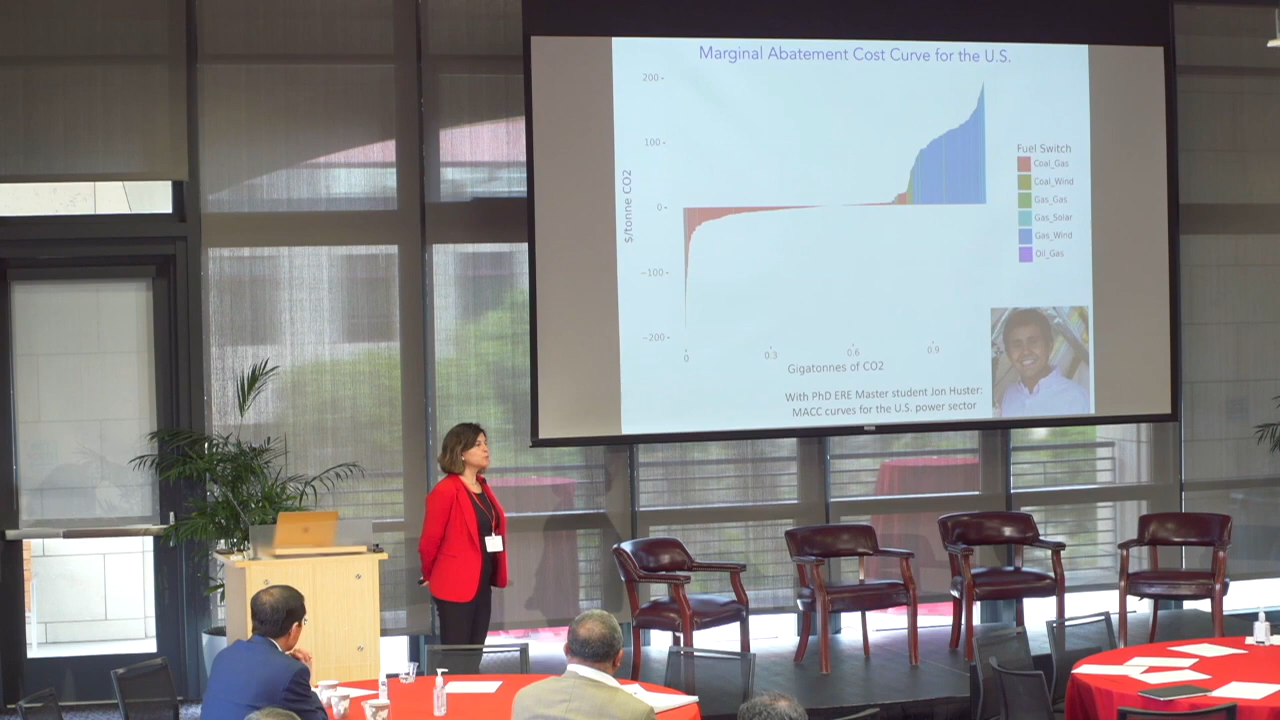 Marginal Abatement Cost Curve for the U.S.
200
100
0
−100
−200
$/tonne CO2
0
0.3
0.6
0.9
Gigatonnes of CO2
Fuel Switch
Coal_Gas
Coal_Wind
Gas_Gas
Gas_Solar
Gas_Wind
Oil_Gas
With PhD ERE Master student Jon Huster:
MACC curves for the U.S. power sector